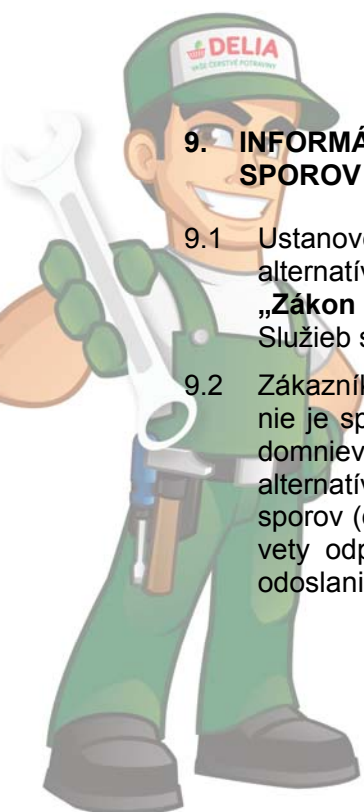 DELIA
VAŠE ČERSTVÉ POTRAVINY
9. INFORMÁ
SPOROV
9.1 Ustanove
alternatív
„Zákon
Služieb s
9.2 Zákazník
nie je sp
domniev
alternatív
sporov (
vety odp
odoslani